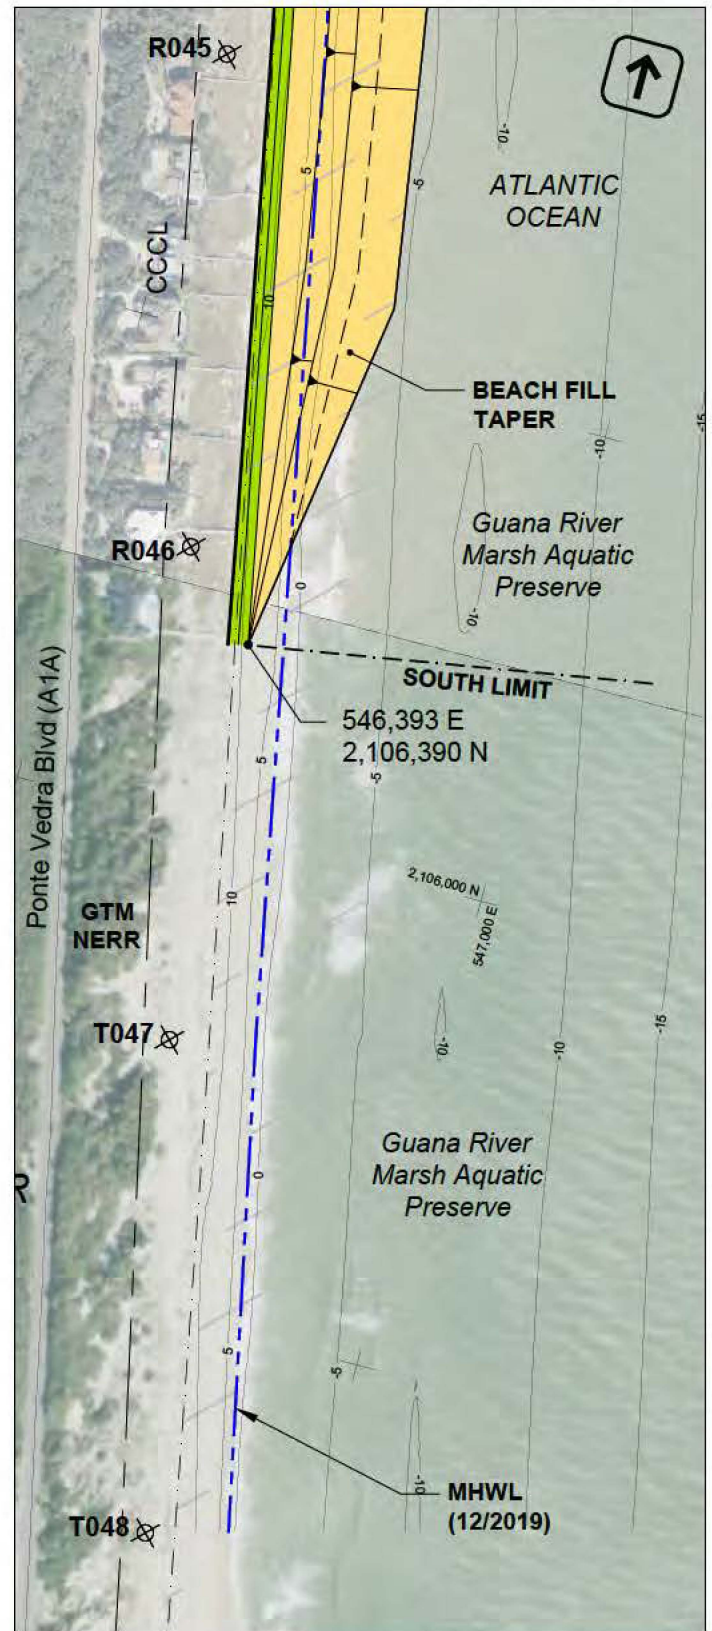 R045
-10
5
-5
ATLANTIC
OCEAN
CCCL
10
BEACH FILL
TAPER
-15
-10
Guana River
Marsh Aquatic
Preserve
R046
0
-10
SOUTH LIMIT
546,393 E
2,106,390 N
Ponte Vedra Blvd (A1A)
5
-5
2,106,000 N
547,000 E
10
GTM
NERR
T047
-10
-10
-15
Guana River
Marsh Aquatic
Preserve
0
R
5
-5
-10
MHWL
(12/2019)
T048